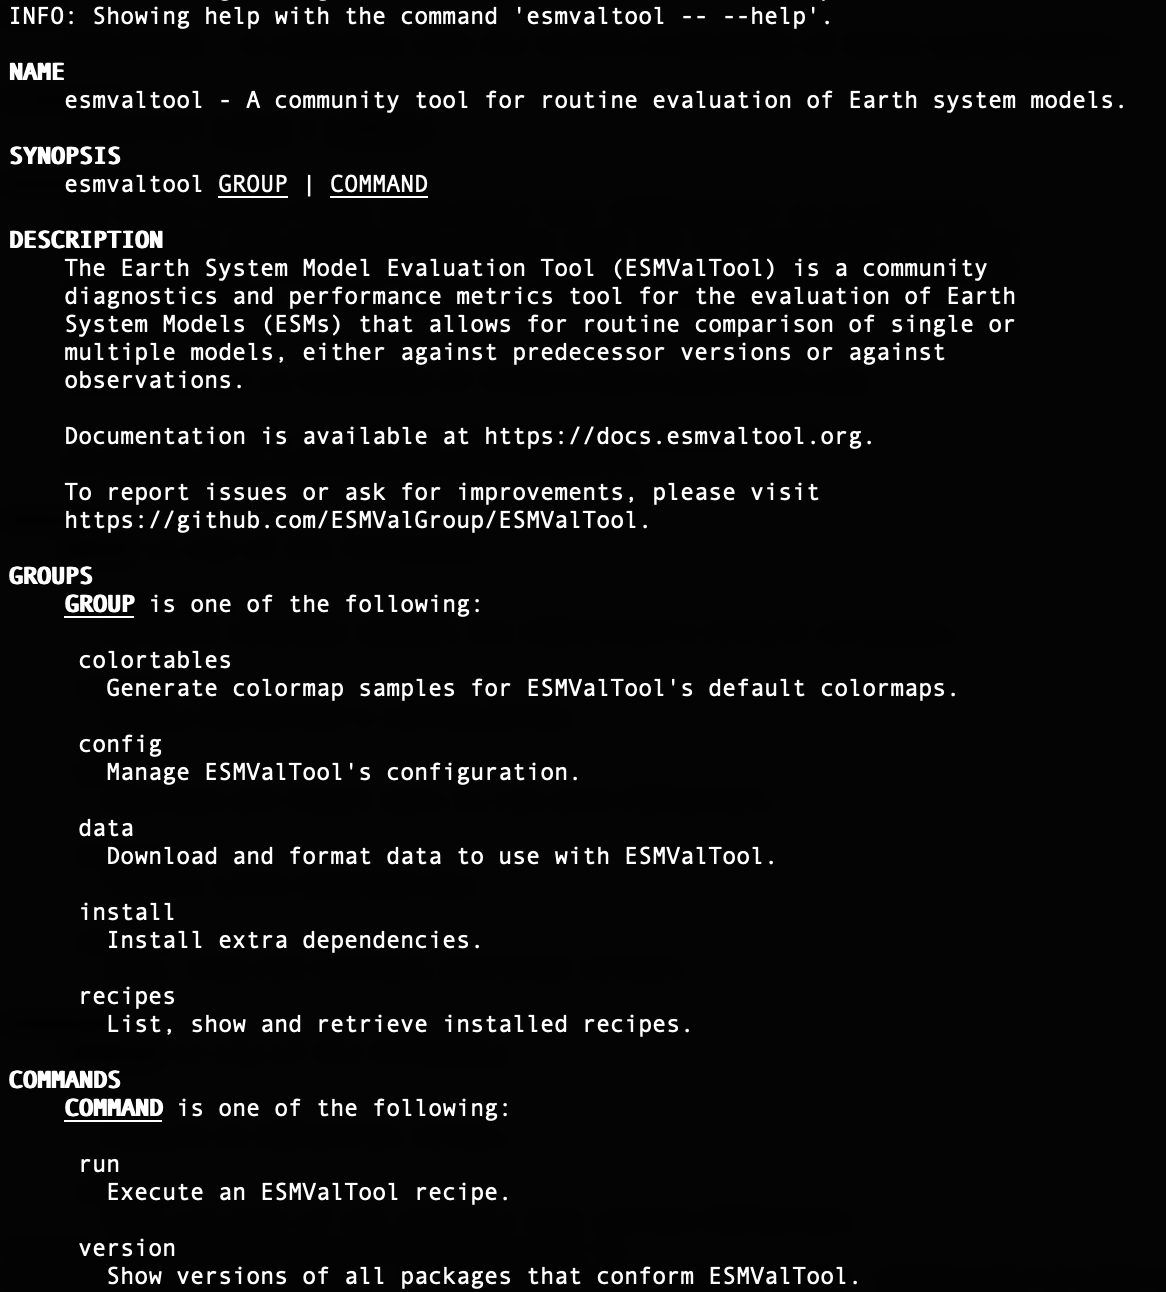 INFO: Showing help with the command 'esmvaltool -- --help'.
NAME
esmvaltool - A community tool for routine evaluation of Earth system models.
SYNOPSIS
esmvaltool GROUP | COMMAND
DESCRIPTION
The Earth System Model Evaluation Tool (ESMValTool) is a community
diagnostics and performance metrics tool for the evaluation of Earth
System Models (ESMs) that allows for routine comparison of single or
multiple models, either against predecessor versions or against
observations.
Documentation is available at https://docs.esmvaltool.org.
To report issues or ask for improvements, please visit
https://github.com/ESMValGroup/ESMValTool.
GROUPS
GROUP is one of the following:
colortables
Generate colormap samples for ESMValTool's default colormaps.
config
Manage ESMValTool's configuration.
data
Download and format data to use with ESMValTool.
install
Install extra dependencies.
recipes
List, show and retrieve installed recipes.
COMMANDS
COMMAND is one of the following:
run
Execute an ESMValTool recipe.
version
Show versions of all packages that conform ESMValTool.